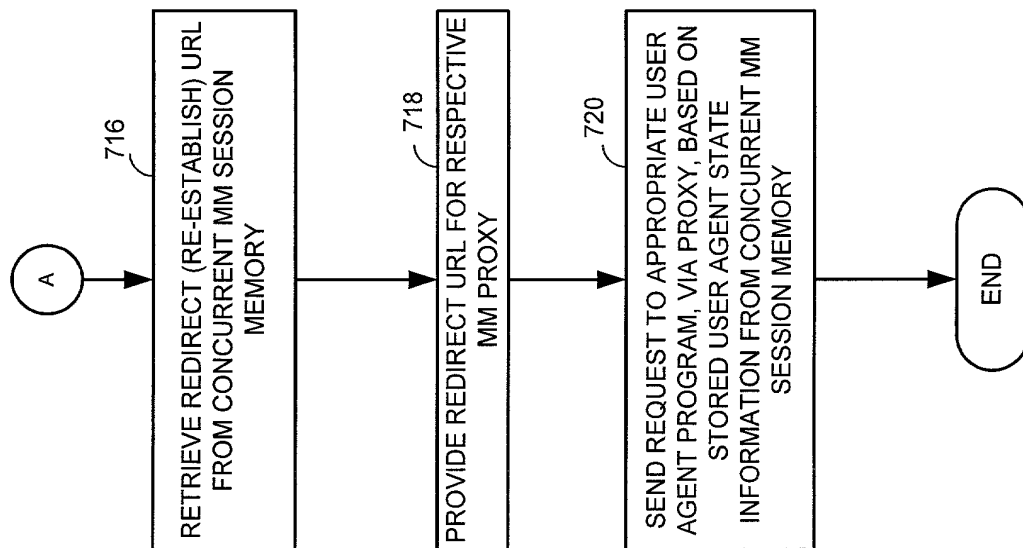 A
716
RETRIEVE REDIRECT (RE-ESTABLISH) URL
FROM CONCURRENT MM SESSION
MEMORY
718
PROVIDE REDIRECT URL FOR RESPECTIVE
MM PROXY
720
SEND REQUEST TO APPROPRIATE USER
AGENT PROGRAM, VIA PROXY, BASED ON
STORED USER AGENT STATE
INFORMATION FROM CONCURRENT MM
SESSION MEMORY
END